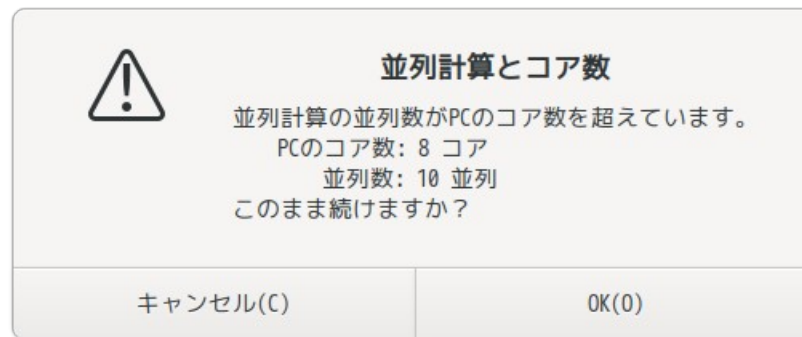 並列計算とコア数
並列計算の並列数がPCのコア数を超えています。
PCのコア数: 8 コア
並列数: 10 並列
このまま続けますか？
キャンセル(C)
OK(O)